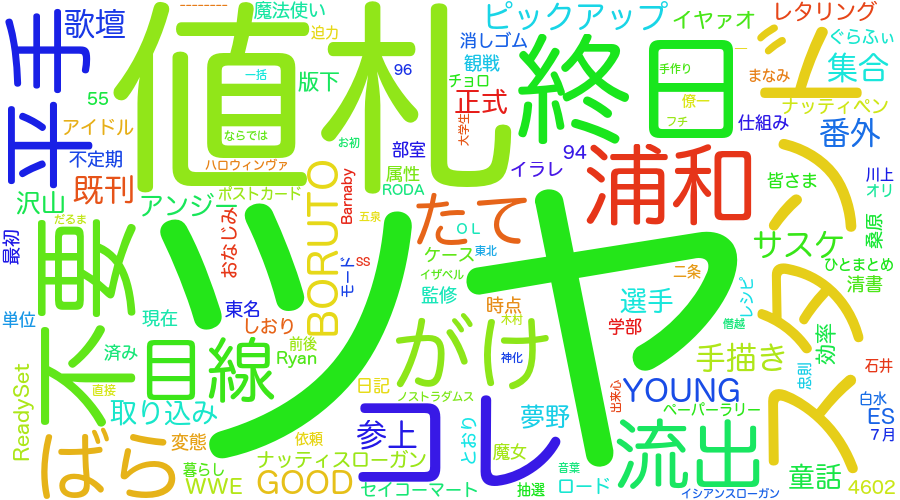 歌壇
平手
値札
終日
ツヤ
スタンド
浦和
不要
目線
ばら
コレ
流出
がけ
たて
BORUTO
YOUNG
GOOD
魔法使い
迫力
ピックアップ
イヤァオ
レタリング
ぐらふぃ
集合
消しゴム
観戦
チョロ
手作り
まなみ
ナッティペン
一括
版下
96
正式
僚一
フチ
仕組み
番外
55
アイドル
不定期
ならでは
お初
大学生
部室
94
イラレ
属性
RODA
皆さま
川上
オリ
ハロウィンヴァ
ポストカード
既刊
沢山
アンジー
おなじみ
Barnaby
五泉
だるま
最初
サスケ
桑原
ひとまとめ
清書
ケース
OL
東北
イザベル
監修
モード
SS
二条
選手
レシピ
単位
現在
東名
しおり
時点
木村
学部
僭越
効率
済み
前後
Ryan
神化
手描き
石井
忠則
ReadySet
直接
日記
ノストラダムス
出来心
白水
ES
7月
取り込み
変態
依頼
参上
とおり
夢野
ペーパーラリー
暮らし
WWE
ナッティスローガン
魔女
音葉
ロード
セイコーマート
抽選
イシアンスローガン
童話
4602